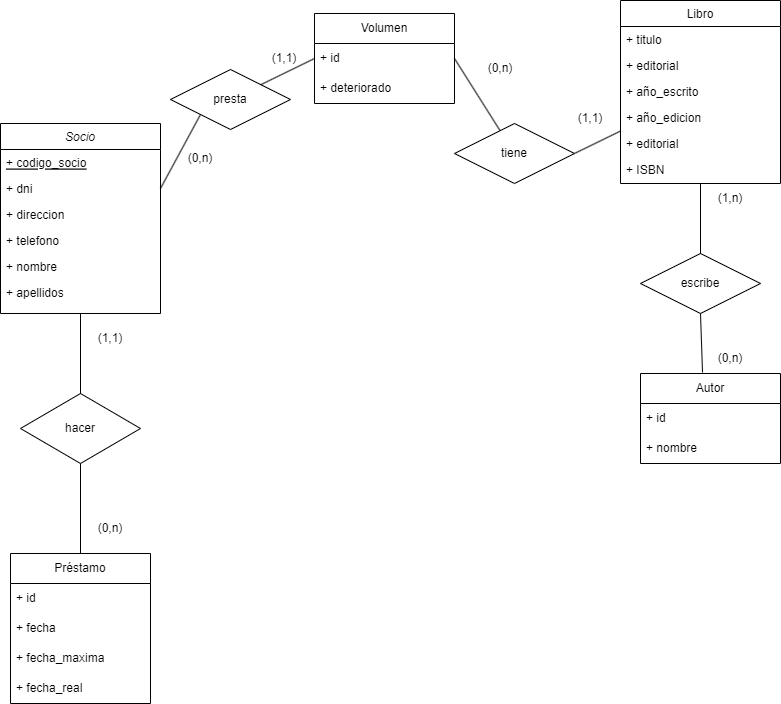 Libro
+ titulo
+ editorial
+ año_escrito
+ año_edicion
+ editorial
+ ISBN
Volumen
+ id
+ deteriorado
(1,1)
presta
(0,n)
(0,n)
tiene
(1,1)
Socio
+ codigo_socio
+ dni
+ direccion
+ telefono
+ nombre
+ apellidos
(1,n)
escribe
(0,n)
Autor
+ id
+ nombre
(1,1)
hacer
(0,n)
Préstamo
+ id
+ fecha
+ fecha_maxima
+ fecha_real